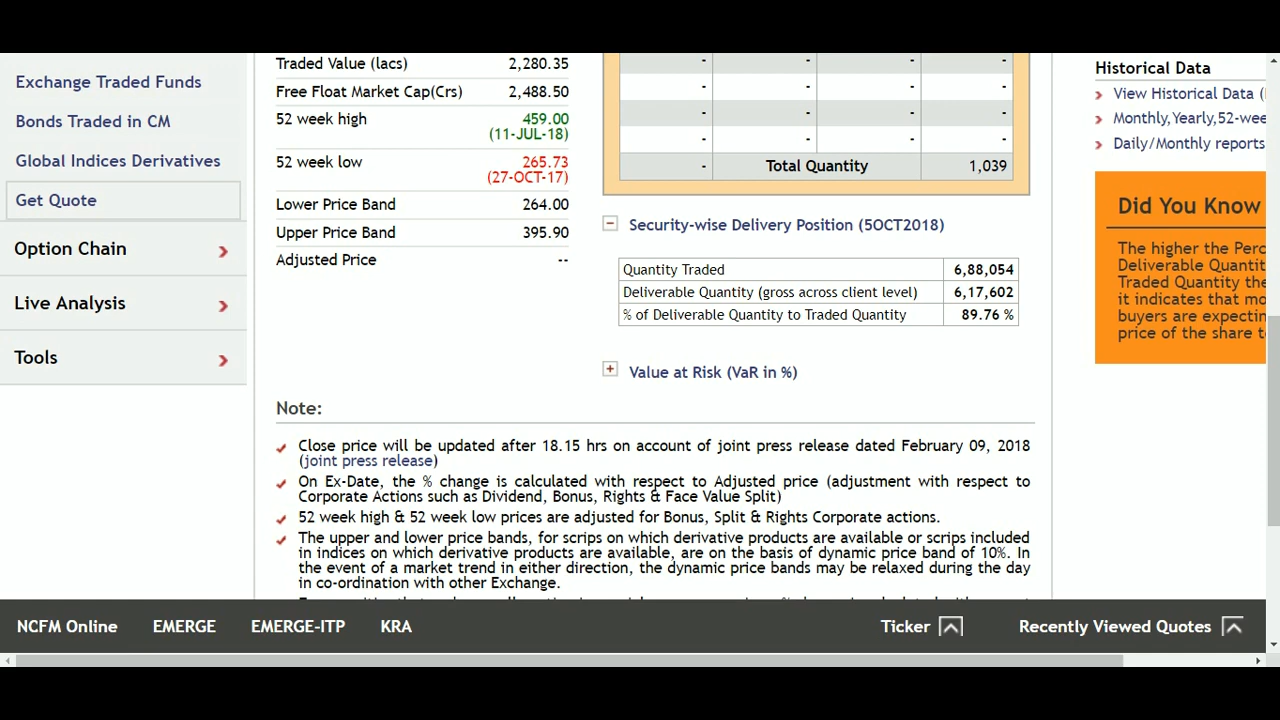 Exchange Traded Funds
Bonds Traded in CM
Global Indices Derivatives
Get Quote
Option Chain
Live Analysis
Tools
Traded Value (lacs) 2,280.35
Free Float Market Cap(Crs) 2,488.50
52 week high 459.00
(11-JUL-18)
52 week low 265.73
(27-OCT-17)
Lower Price Band 264.00
Upper Price Band 395.90
Adjusted Price --
- - - -
- - - -
- - - -
- - - -
- Total Quantity 1,039
Security-wise Delivery Position (5OCT2018)
Quantity Traded 6,88,054
Deliverable Quantity (gross across client level) 6,17,602
% of Deliverable Quantity to Traded Quantity 89.76 %
Value at Risk (VaR in %)
Historical Data
View Historical Data (
Monthly,Yearly,52-wee
Daily/Monthly reports
Did You Know
The higher the Perc
Deliverable Quantit
Traded Quantity the
it indicates that mo
buyers are expectin
price of the share t
Note:
Close price will be updated after 18.15 hrs on account of joint press release dated February 09, 2018
(joint press release)
On Ex-Date, the % change is calculated with respect to Adjusted price (adjustment with respect to
Corporate Actions such as Dividend, Bonus, Rights & Face Value Split)
52 week high & 52 week low prices are adjusted for Bonus, Split & Rights Corporate actions.
The upper and lower price bands, for scrips on which derivative products are available or scrips included
in indices on which derivative products are available, are on the basis of dynamic price band of 10%. In
the event of a market trend in either direction, the dynamic price bands may be relaxed during the day
in co-ordination with other Exchange.
NCFM Online EMERGE EMERGE-ITP KRA Ticker Recently Viewed Quotes